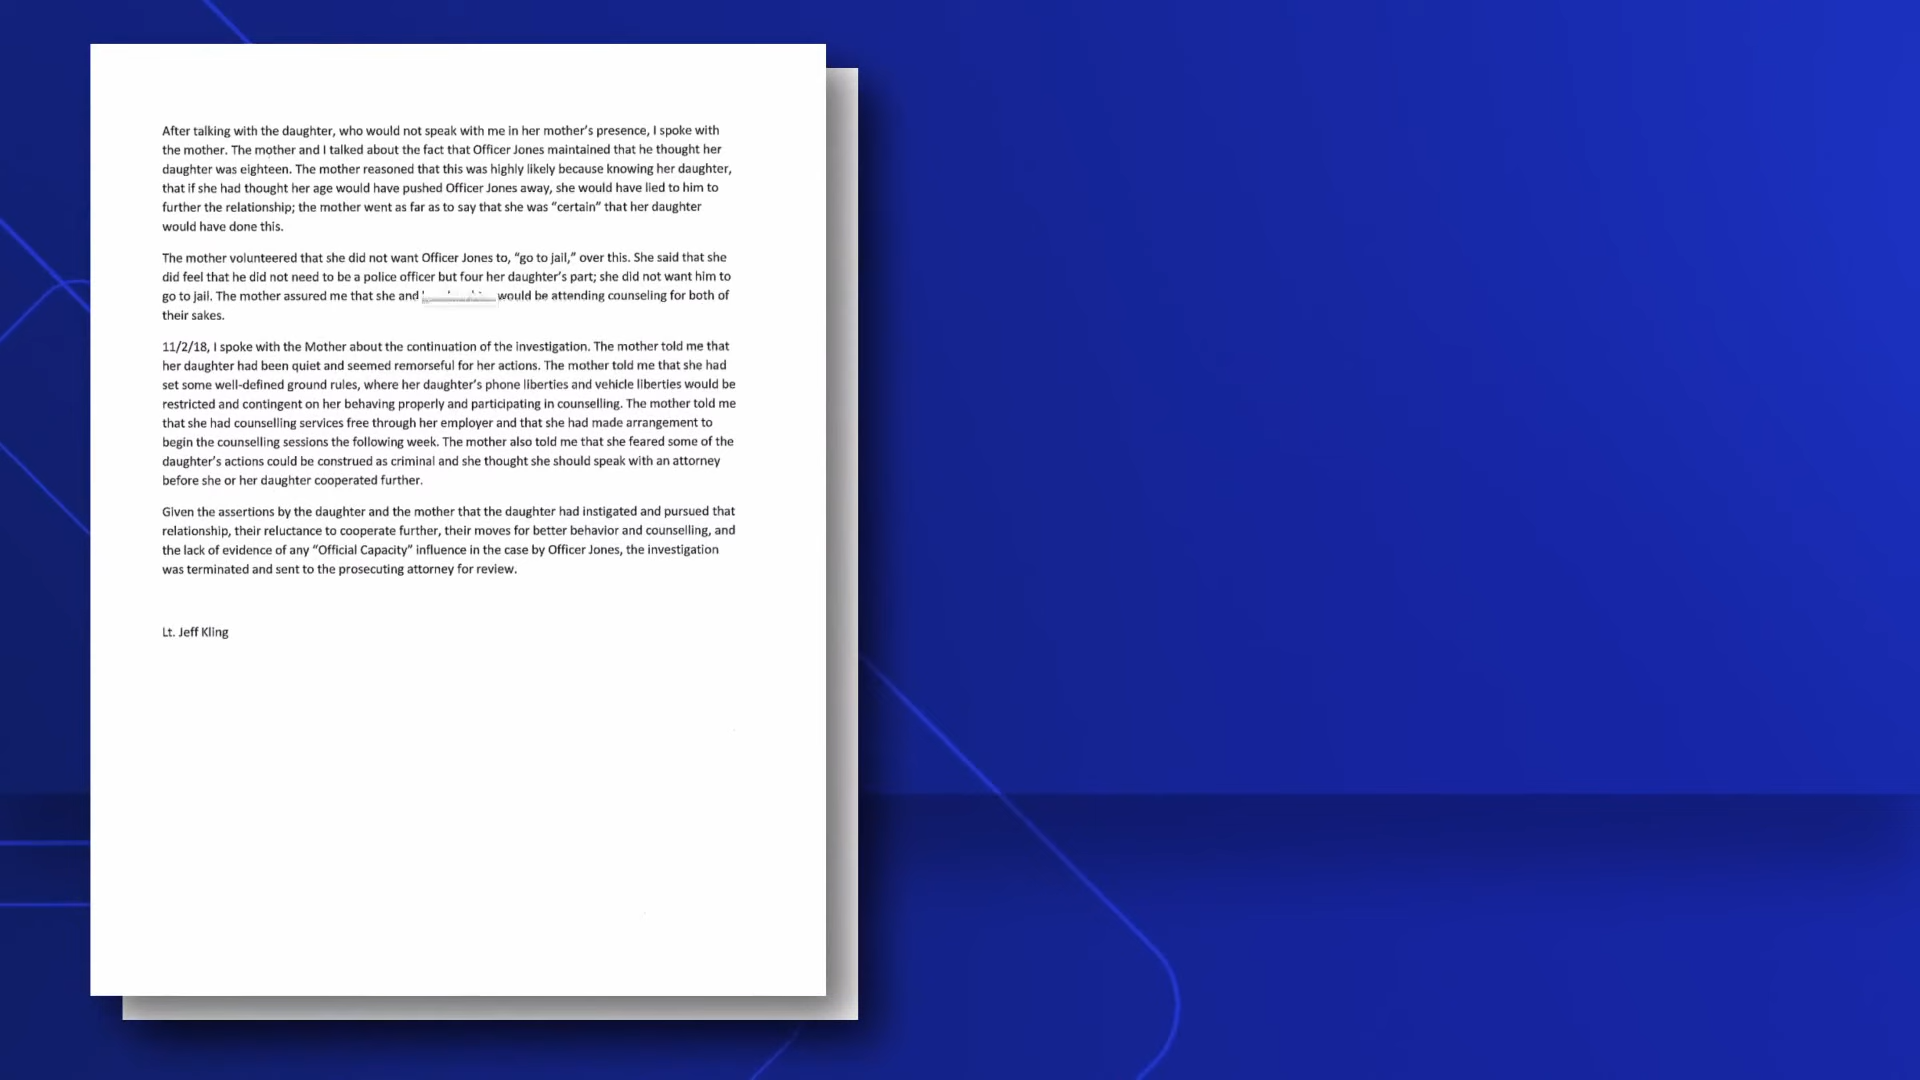 After talking with the daughter, who would not speak with me in her mother's presence, I spoke with
the mother. The mother and I talked about the fact that Officer Jones maintained that he thought her
daughter was eighteen. The mother reasoned that this was highly likely because knowing her daughter,
that if she had thought her age would have pushed Officer Jones away, she would have lied to him to
further the relationship; the mother went as far as to say that she was “certain” that her daughter
would have done this.
The mother volunteered that she did not want Officer Jones to, “go to jail,” over this. She said that she
did feel that he did not need to be a police officer but four her daughter's part; she did not want him to
go to jail. The mother assured me that she and would be attending counseling for both of
their sakes.
11/2/18, I spoke with the Mother about the continuation of the investigation. The mother told me that
her daughter had been quiet and seemed remorseful for her actions. The mother told me that she had
set some well-defined ground rules, where her daughter's phone liberties and vehicle liberties would be
restricted and contingent on her behaving properly and participating in counselling. The mother told me
that she had counselling services free through her employer and that she had made arrangement to
begin the counselling sessions the following week. The mother also told me that she feared some of the
daughter's actions could be construed as criminal and she thought she should speak with an attorney
before she or her daughter cooperated further.
Given the assertions by the daughter and the mother that the daughter had instigated and pursued that
relationship, their reluctance to cooperate further, their moves for better behavior and counselling, and
the lack of evidence of any “Official Capacity” influence in the case by Officer Jones, the investigation
was terminated and sent to the prosecuting attorney for review.
Lt. Jeff Kling